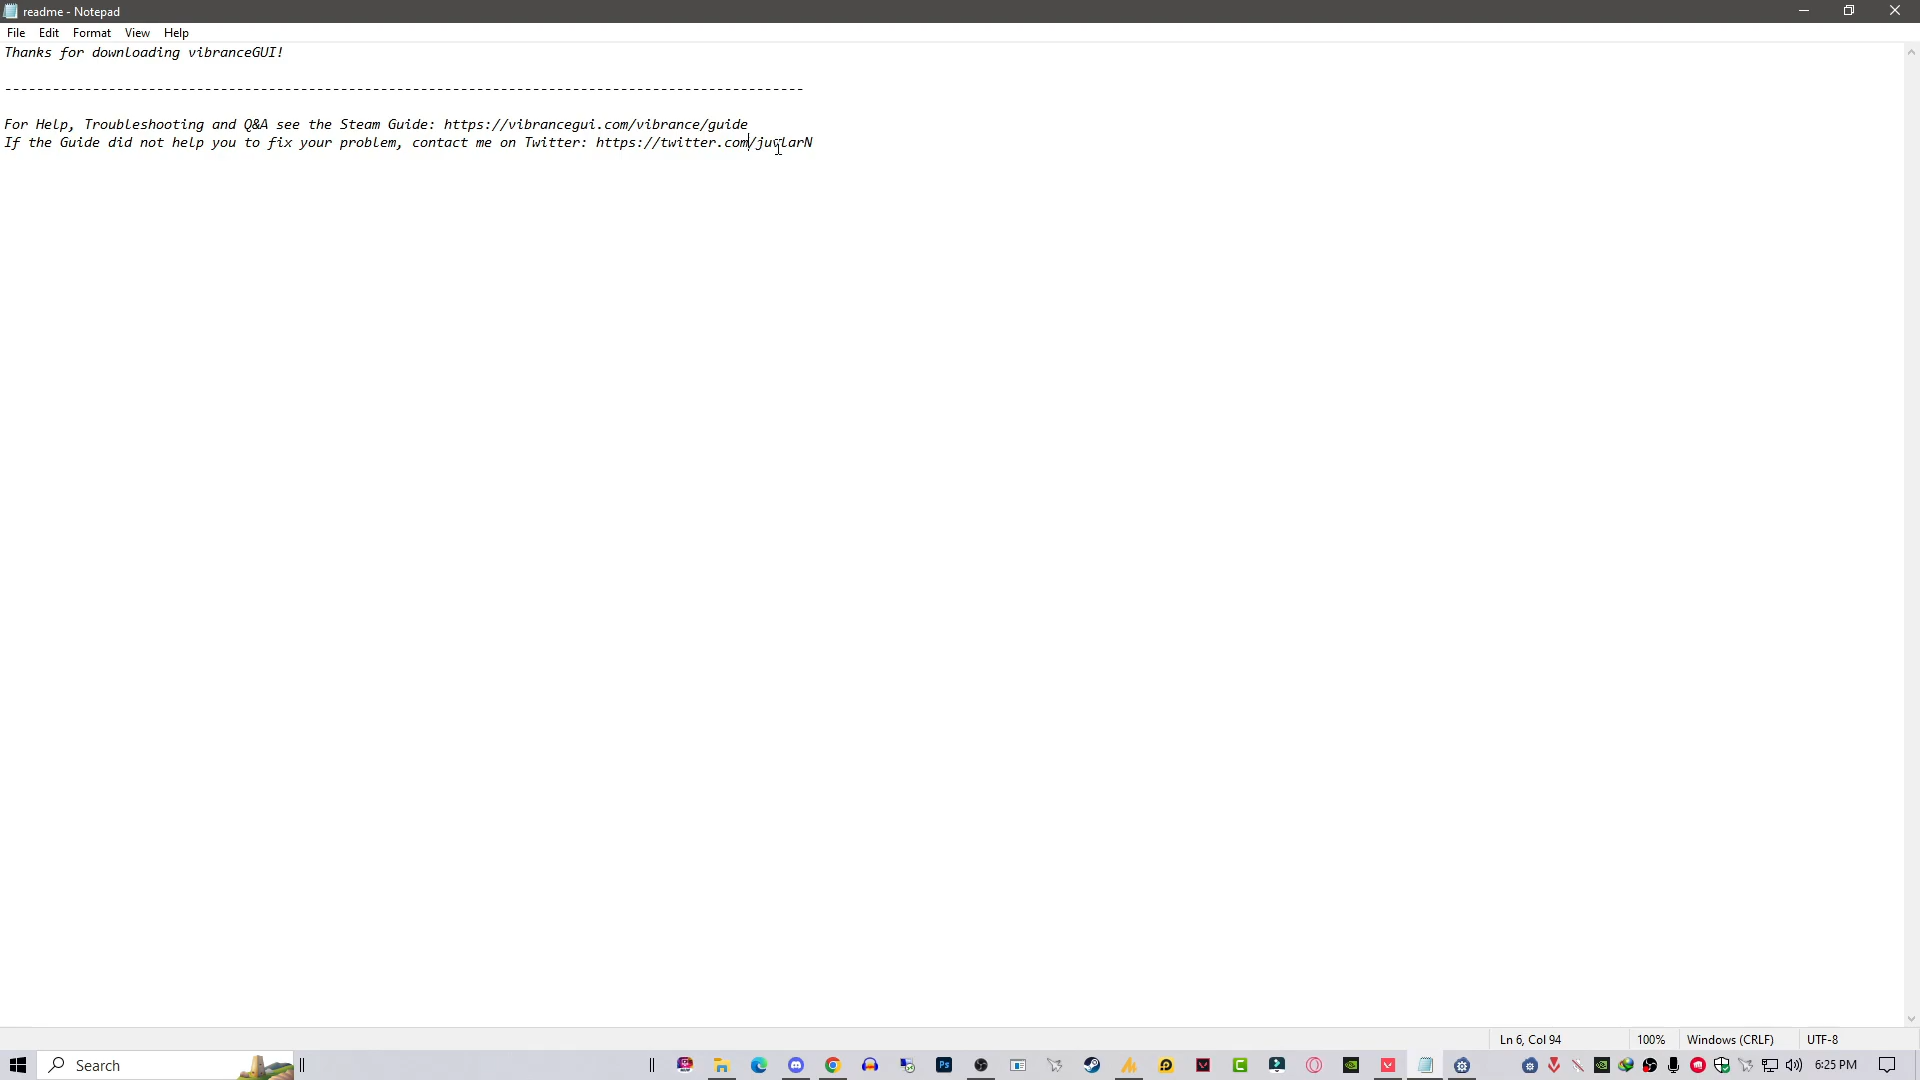 readme - Notepad
File Edit Format View Help
Thanks for downloading vibranceGUI!
----------------------------------------------------------------------------------------------------
For Help, Troubleshooting and Q&A see the Steam Guide: https://vibrancegui.com/vibrance/guide
If the Guide did not help you to fix your problem, contact me on Twitter: https://twitter.com/juvlarN
Ln 6, Col 94 100% Windows (CRLF) UTF-8
Search 6:25 PM